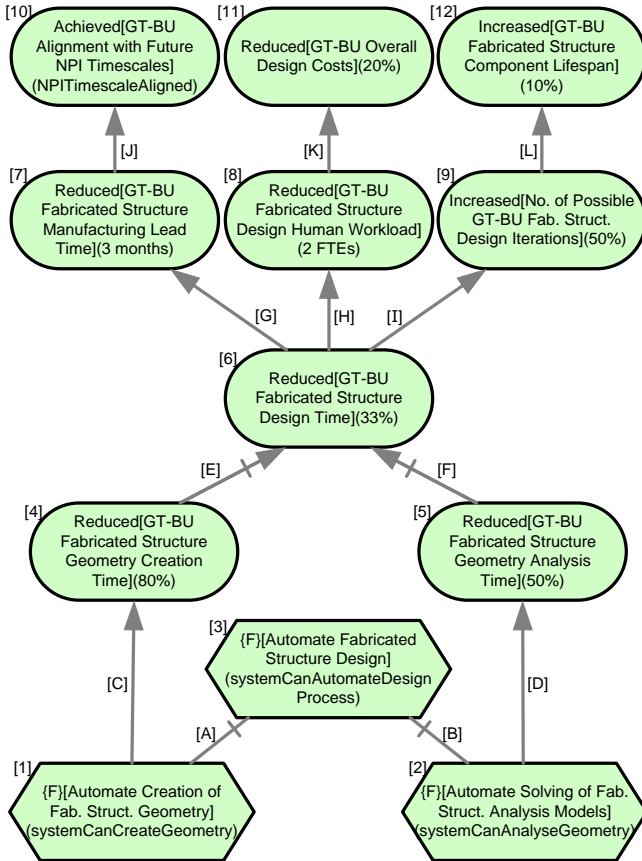 [10]
Achieved[GT-BU
Alignment with Future
NPI Timescales]
(NPITimescaleAligned)
[11]
Reduced[GT-BU Overall
Design Costs](20%)
[12]
Increased[GT-BU
Fabricated Structure
Component Lifespan]
(10%)
[J]
[K]
[L]
[7]
Reduced[GT-BU
Fabricated Structure
Manufacturing Lead
Time](3 months)
[8]
Reduced[GT-BU
Fabricated Structure
Design Human Workload]
(2 FTEs)
[9]
Increased[No. of Possible
GT-BU Fab. Struct.
Design Iterations](50%)
[G]
[H]
[I]
[6]
Reduced[GT-BU
Fabricated Structure
Design Time](33%)
[E]
[F]
[4]
Reduced[GT-BU
Fabricated Structure
Geometry Creation
Time](80%)
[5]
Reduced[GT-BU
Fabricated Structure
Geometry Analysis
Time](50%)
[3]
{F}[Automate Fabricated
Structure Design]
(systemCanAutomateDesign
Process)
[C]
[D]
[A]
[B]
[1]
{F}[Automate Creation of
Fab. Struct. Geometry]
(systemCanCreateGeometry)
[2]
{F}[Automate Solving of Fab.
Struct. Analysis Models]
(systemCanAnalyseGeometry)